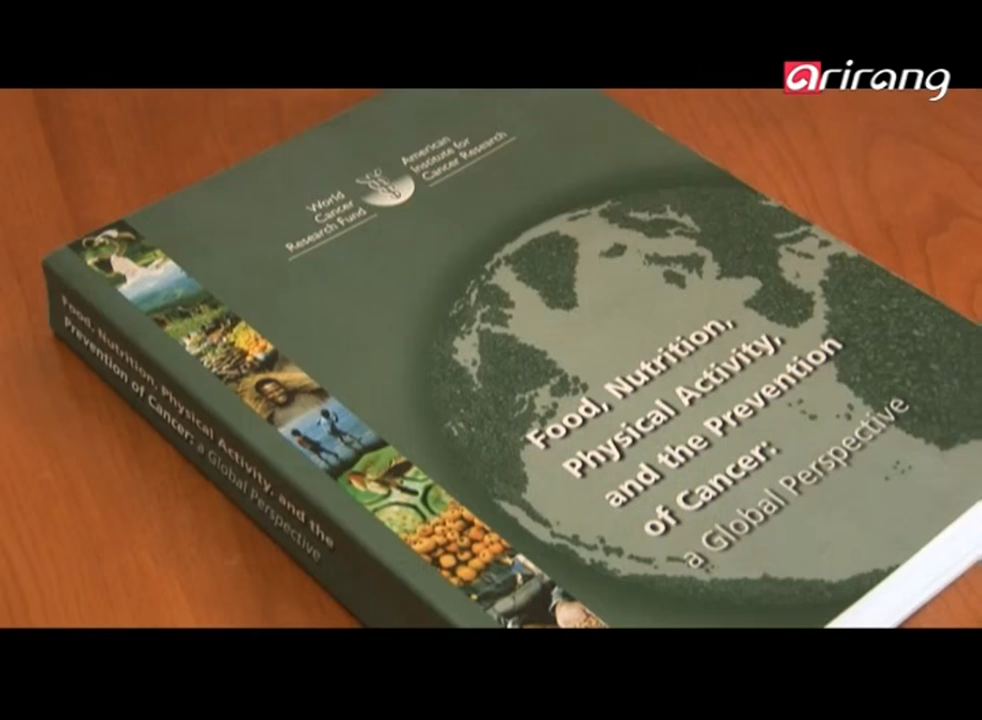 arirang
World
Cancer
Research Fund
American
Institute for
Cancer Research
Food, Nutrition,
Physical Activity,
and the Prevention
of Cancer:
a Global Perspective
Food, Nutrition, Physical Activity, and the
Prevention of Cancer: a Global Perspective